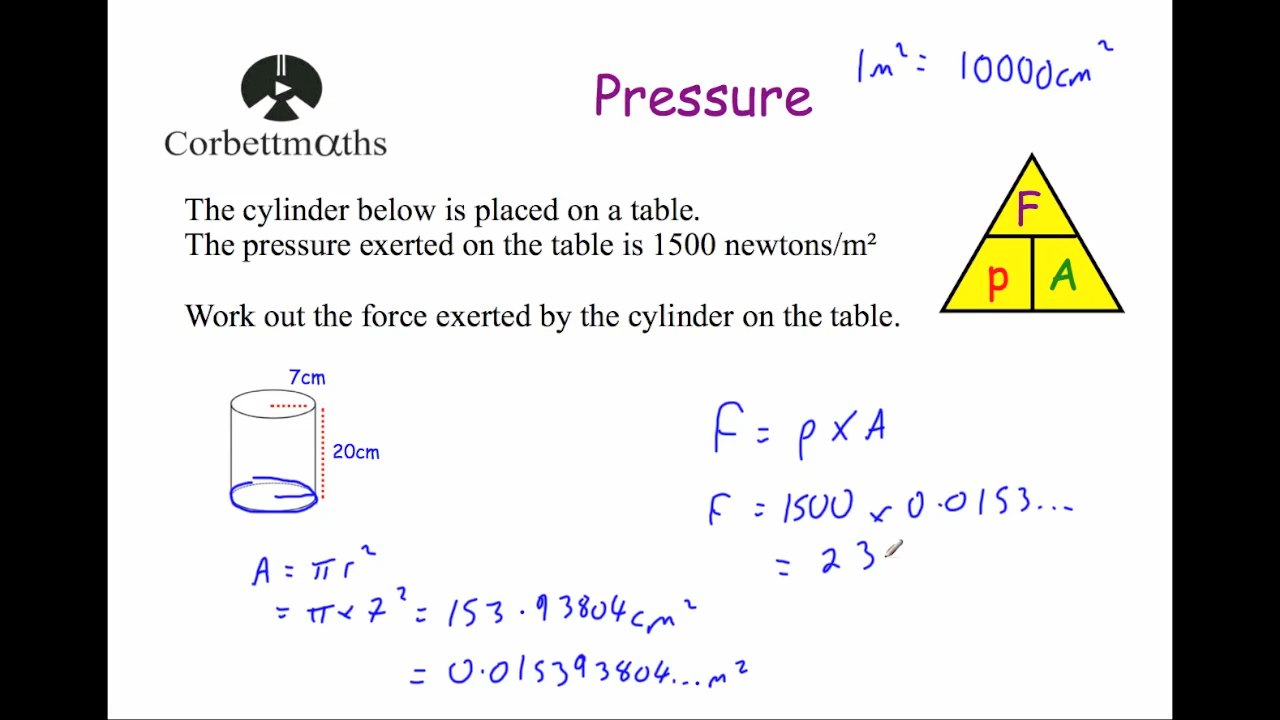 1m² = 10000cm²
Pressure
Corbettmαths
The cylinder below is placed on a table.
The pressure exerted on the table is 1500 newtons/m²
Work out the force exerted by the cylinder on the table.
F
p A
7cm
20cm
F = p × A
F = 1500 × 0.0153...
= 23
A = πr²
= π × 7² = 153.93804cm²
= 0.015393804...m²